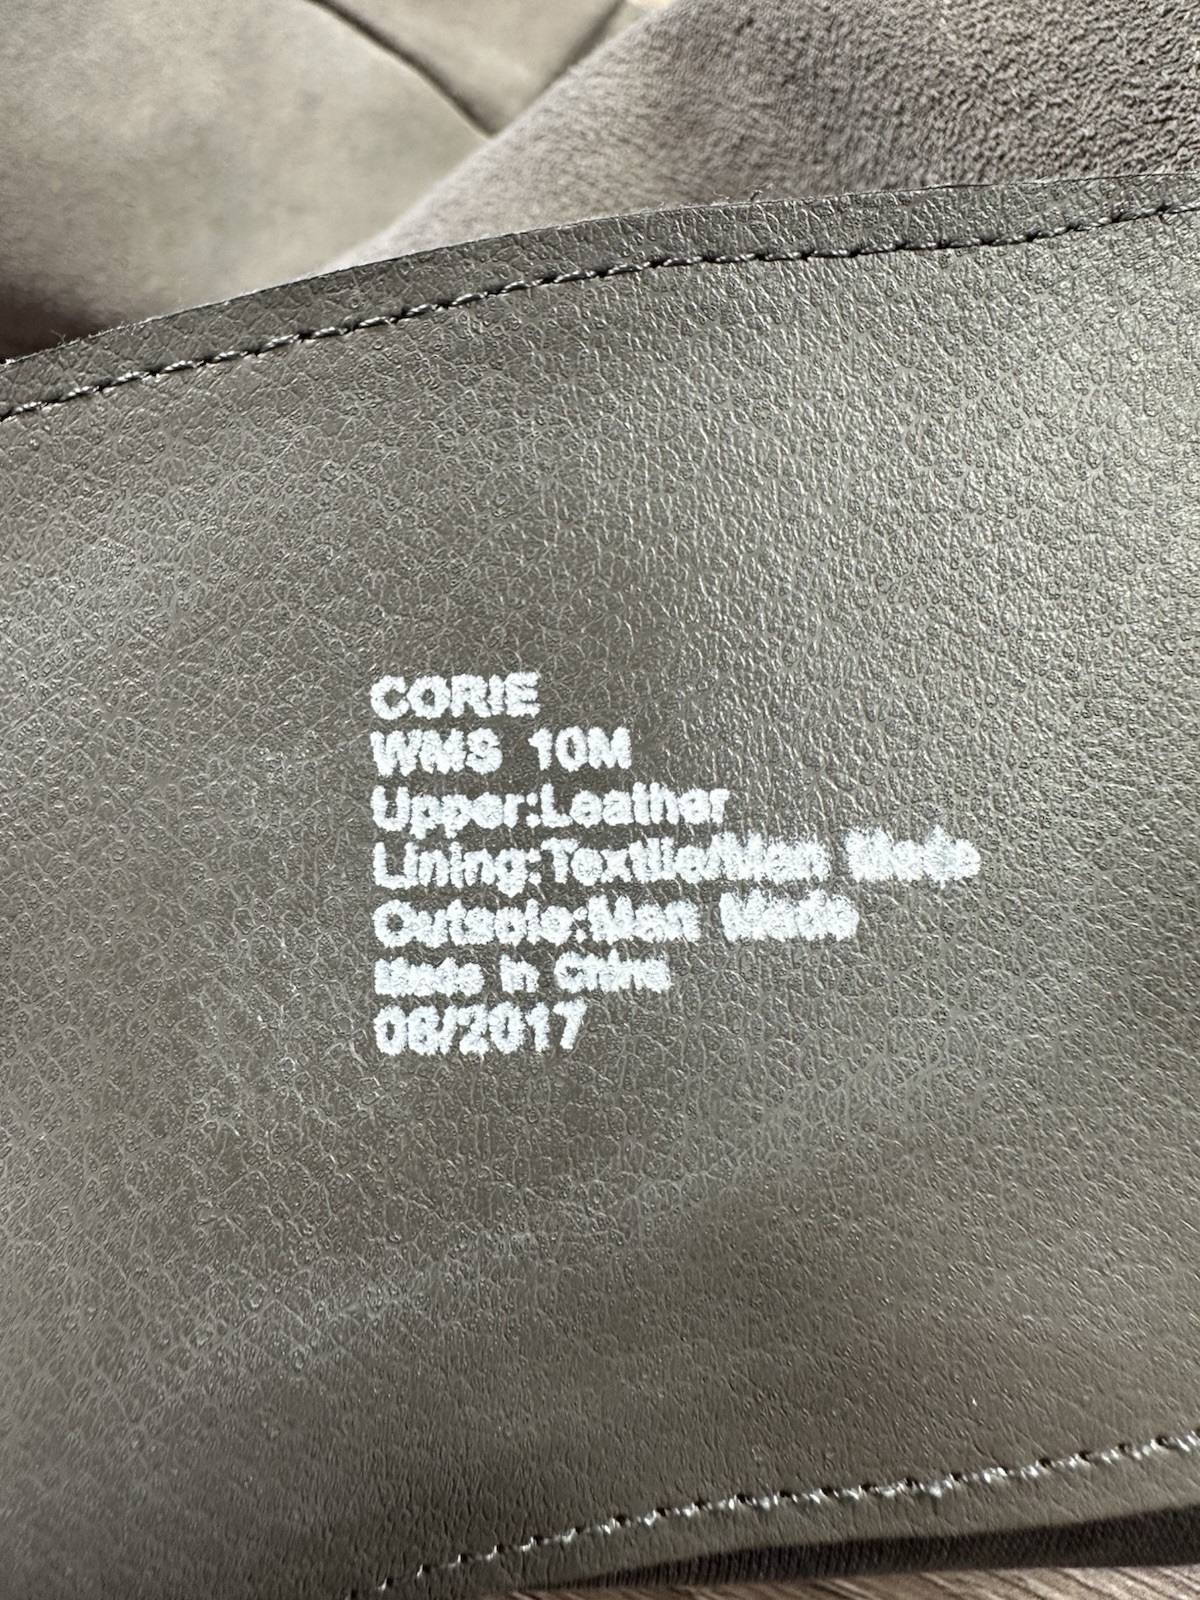 CORIE
WMS 10M
Upper:Leather
Lining:Textile/Man Made
Outsole:Man Made
Made in China
06/2017